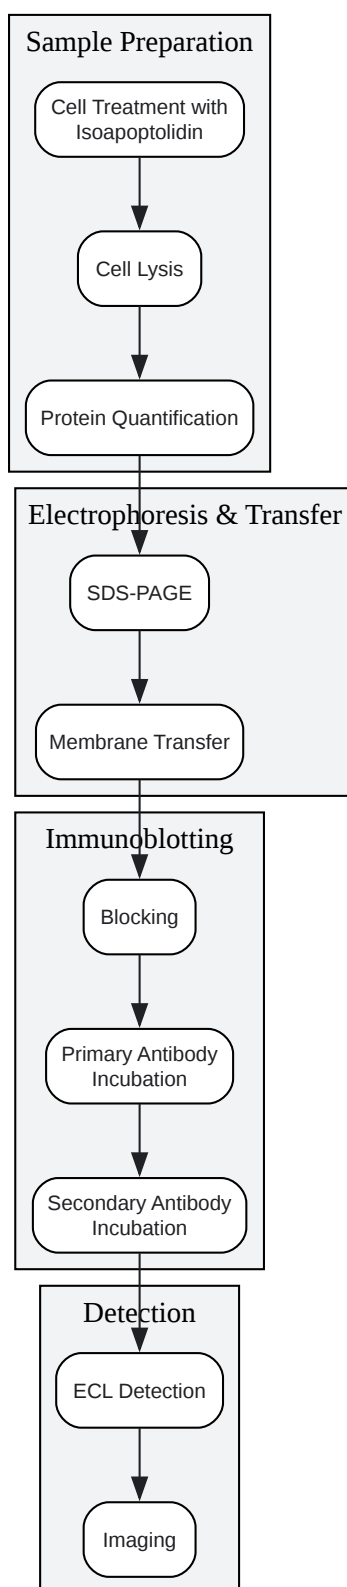 Sample Preparation
Cell Treatment with
Isoapoptolidin
Cell Lysis
Protein Quantification
Electrophoresis & Transfer
SDS-PAGE
Membrane Transfer
Immunoblotting
Blocking
Primary Antibody
Incubation
Secondary Antibody
Incubation
Detection
ECL Detection
Imaging